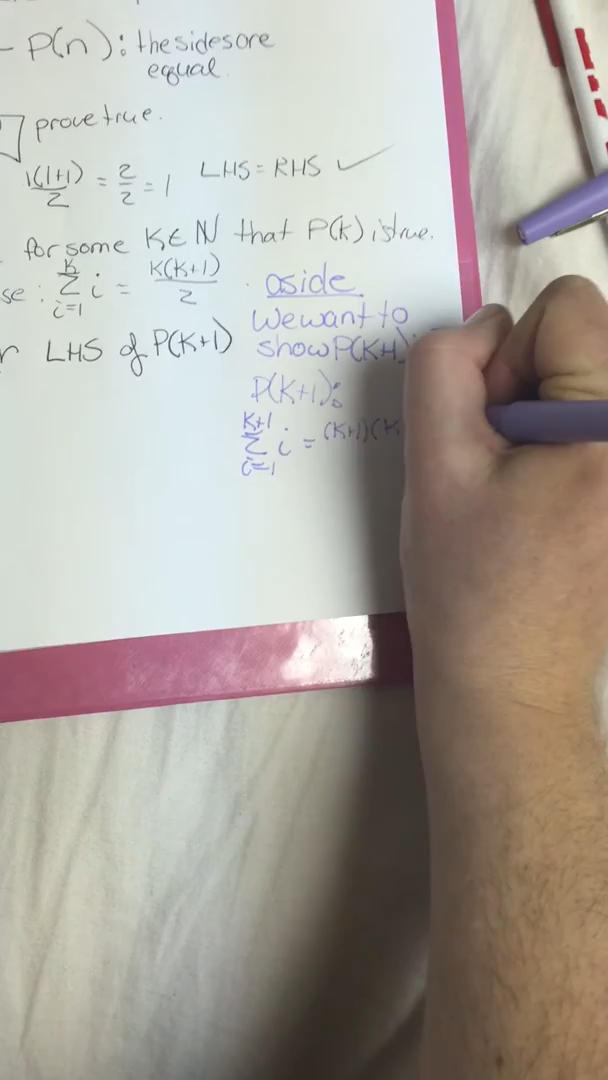 - P(n): the sides are
equal.
prove true.
1(1+1)/2 = 2/2 = 1 LHS = RHS ✓
for some K ∈ N that P(k) is true.
se: K Σ i=1 i = K(K+1)/2
LHS of P(K+1)
aside
We want to
show P(K+1)
P(K+1):
K+1 Σ i=1 i = (K+1)(K